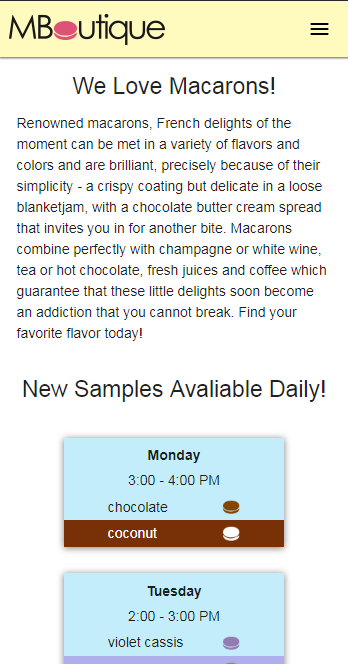 MBoutique
We Love Macarons!
Renowned macarons, French delights of the
moment can be met in a variety of flavors and
colors and are brilliant, precisely because of their
simplicity - a crispy coating but delicate in a loose
blanketjam, with a chocolate butter cream spread
that invites you in for another bite. Macarons
combine perfectly with champagne or white wine,
tea or hot chocolate, fresh juices and coffee which
guarantee that these little delights soon become
an addiction that you cannot break. Find your
favorite flavor today!
New Samples Avaliable Daily!
Monday
3:00 - 4:00 PM
chocolate
coconut
Tuesday
2:00 - 3:00 PM
violet cassis